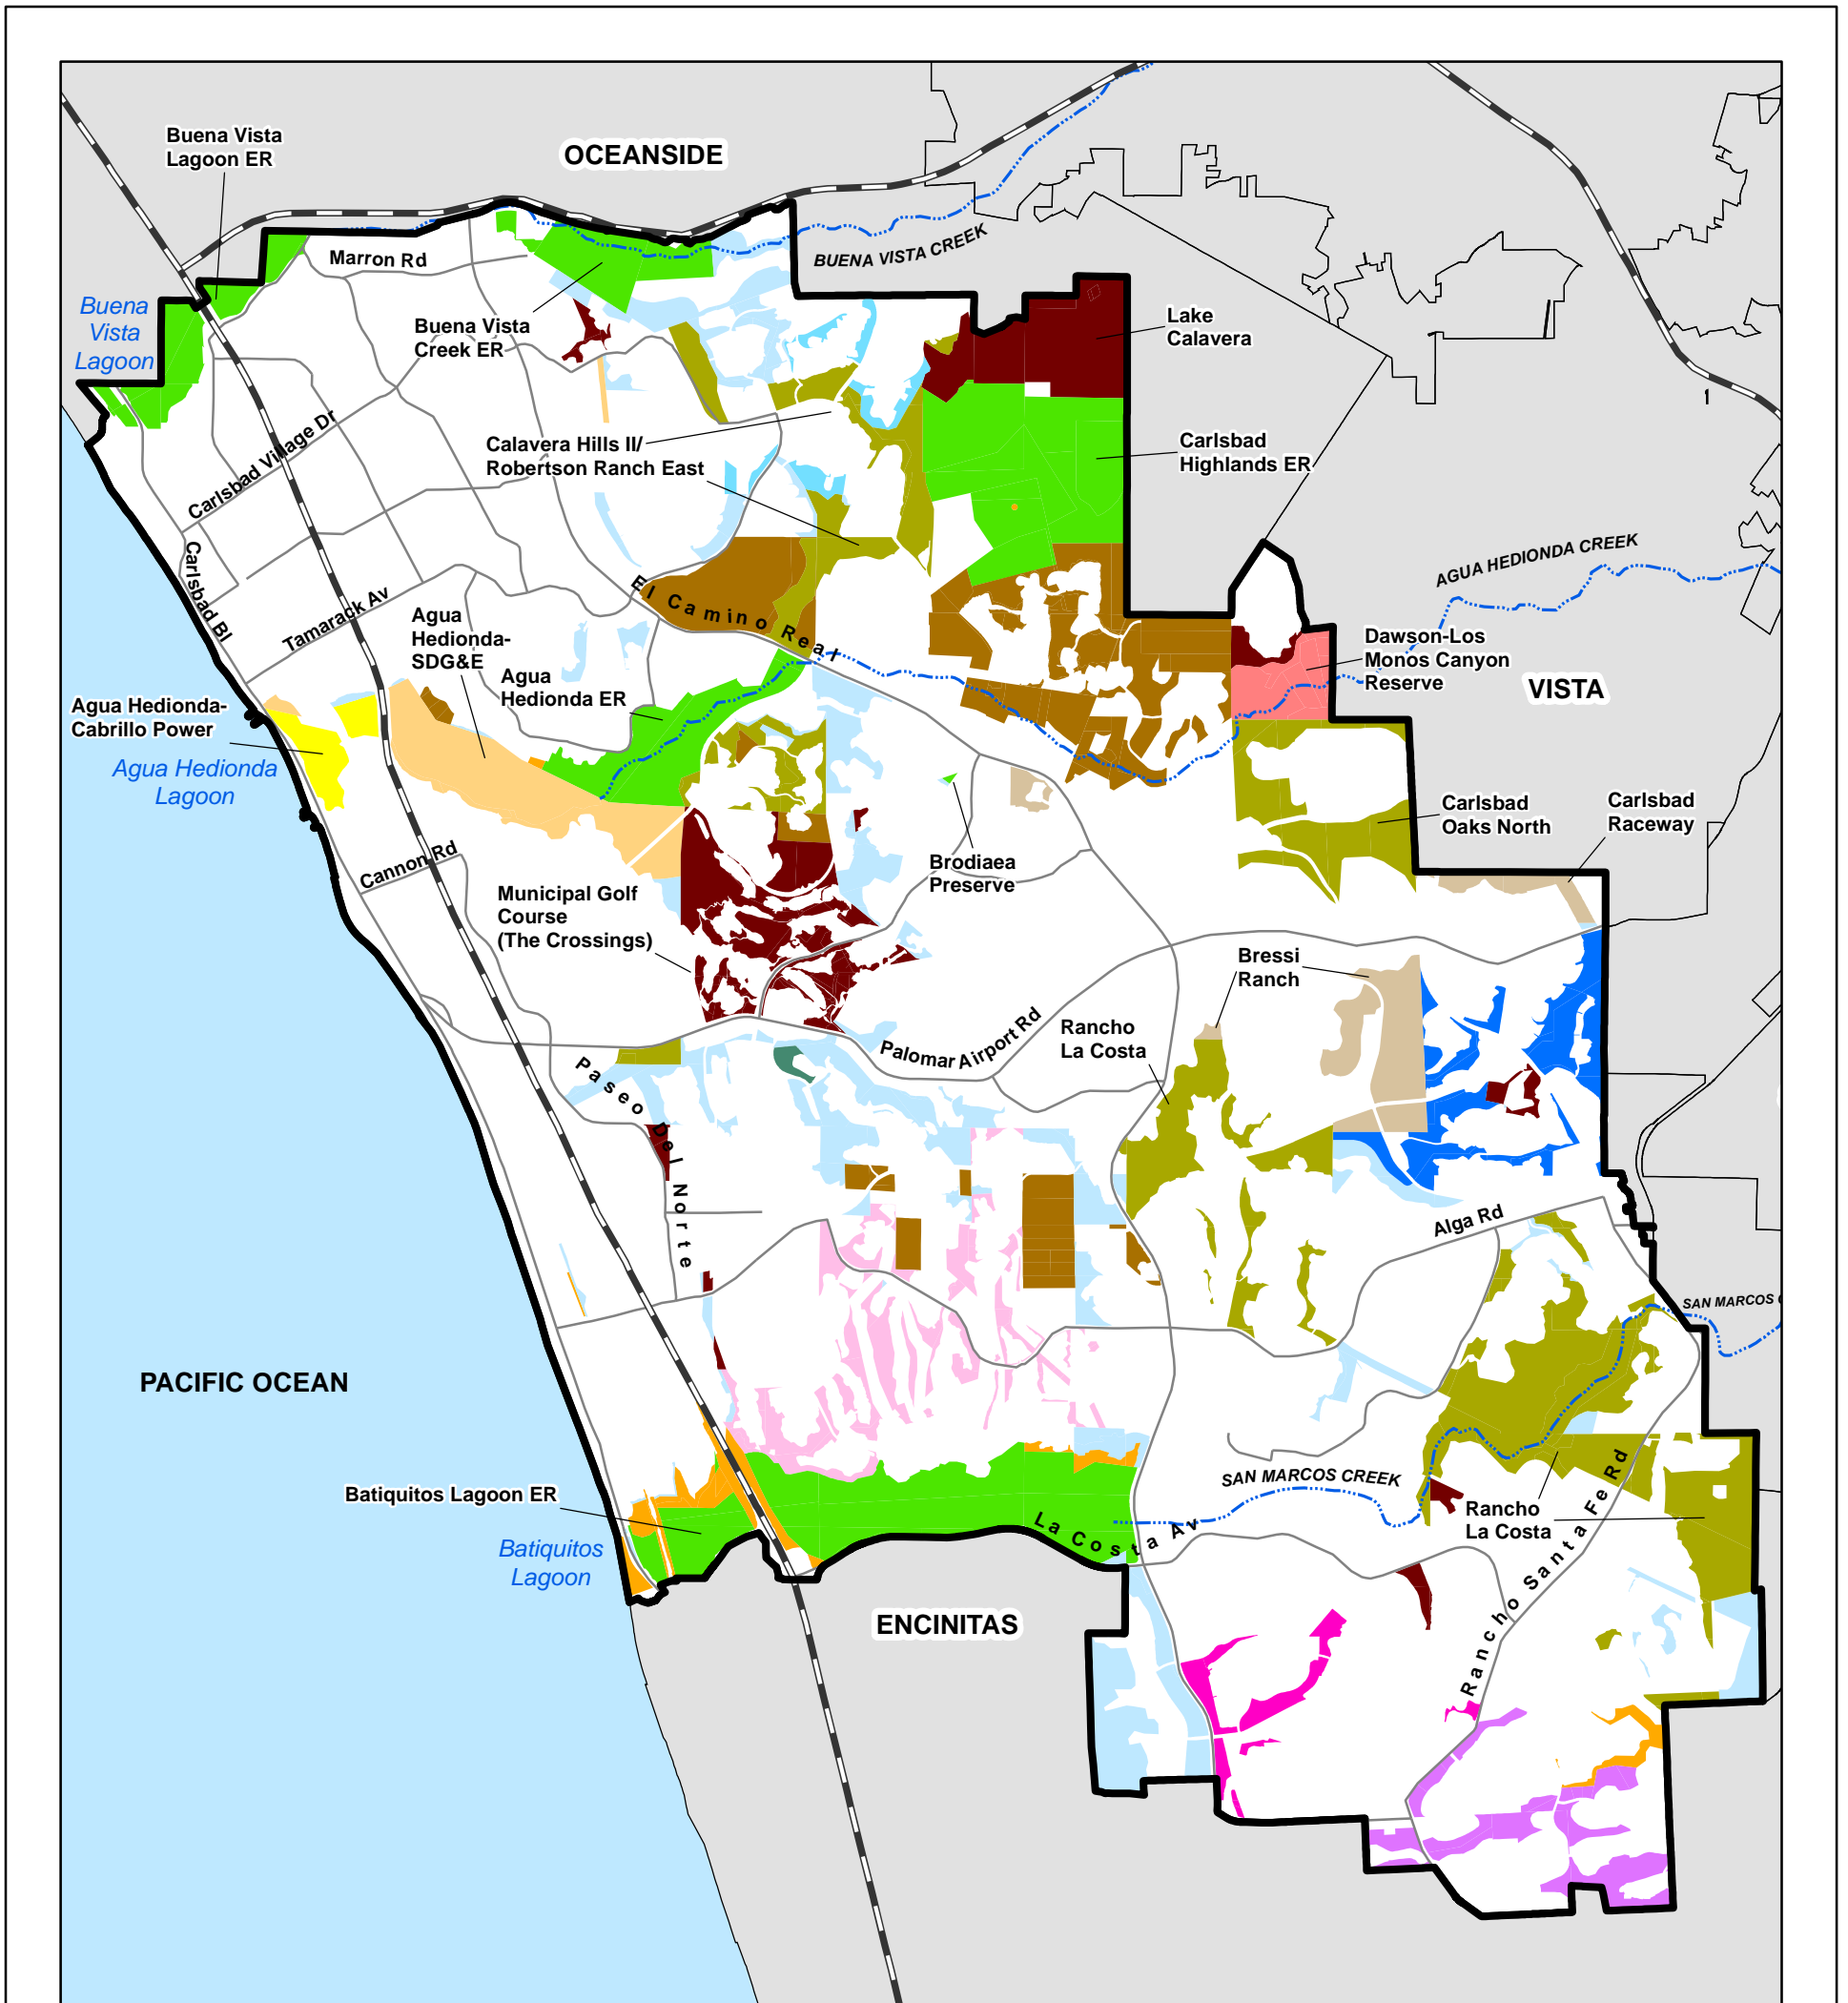 Buena Vista
Lagoon ER
OCEANSIDE
BUENA VISTA CREEK
Marron Rd
Buena
Vista
Lagoon
Buena Vista
Creek ER
Lake
Calavera
Carlsbad Village Dr
Calavera Hills II/
Robertson Ranch East
Carlsbad
Highlands ER
AGUA HEDIONDA CREEK
Carlsbad Bl
Tamarack Av
El Camino Real
Agua
Hedionda-
SDG&E
Agua
Hedionda ER
Dawson-Los
Monos Canyon
Reserve
VISTA
Agua Hedionda-
Cabrillo Power
Agua Hedionda
Lagoon
Carlsbad
Oaks North
Carlsbad
Raceway
Cannon Rd
Brodiaea
Preserve
Municipal Golf
Course
(The Crossings)
Bressi
Ranch
Rancho
La Costa
Palomar Airport Rd
Paseo Del Norte
Alga Rd
SAN MARCOS C
PACIFIC OCEAN
SAN MARCOS CREEK
Batiquitos Lagoon ER
La Costa Av
Rancho
La Costa
Rancho Santa Fe Rd
Batiquitos
Lagoon
ENCINITAS